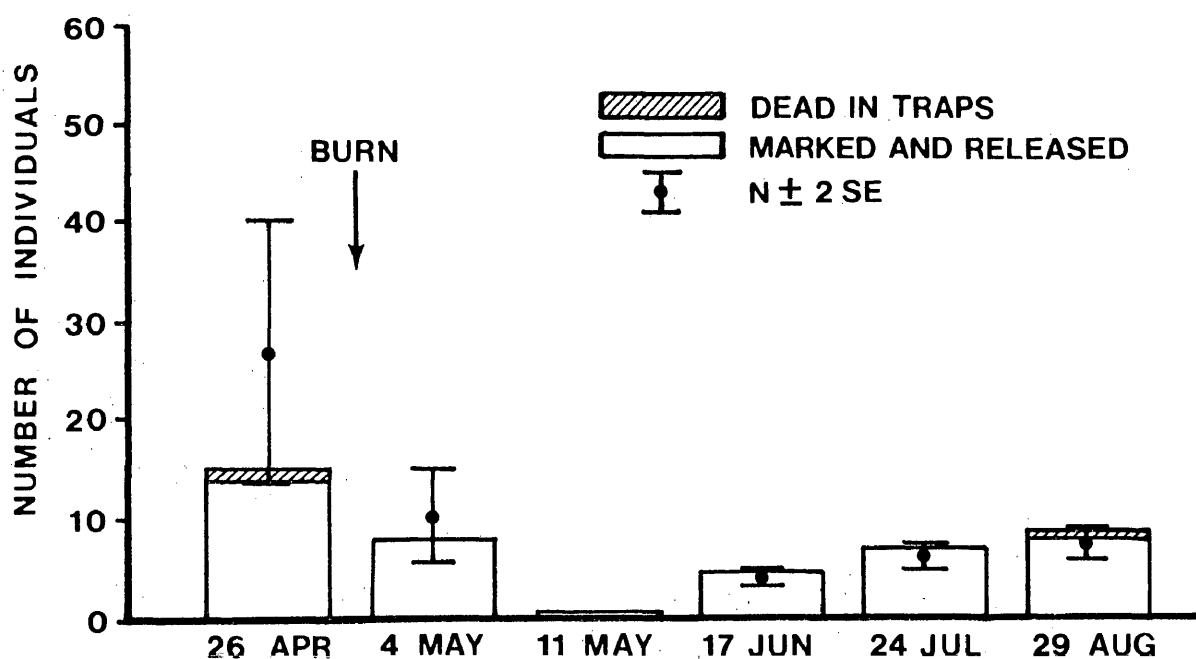 NUMBER OF INDIVIDUALS
60
50
40
30
20
10
0
BURN
DEAD IN TRAPS
MARKED AND RELEASED
N ± 2 SE
26 APR
4 MAY
11 MAY
17 JUN
24 JUL
29 AUG